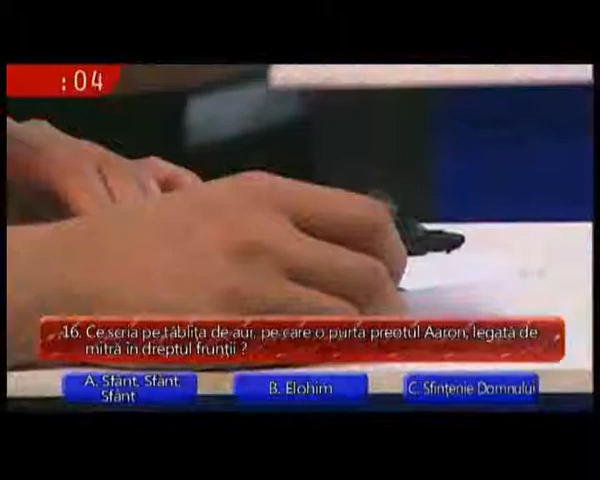 :04
16. Ce scria pe tăblița de aur, pe care o purta preotul Aaron, legată de
mitră în dreptul frunții ?
A. Sfânt, Sfânt,
Sfânt
B. Elohim
C. Sfințenie Domnului